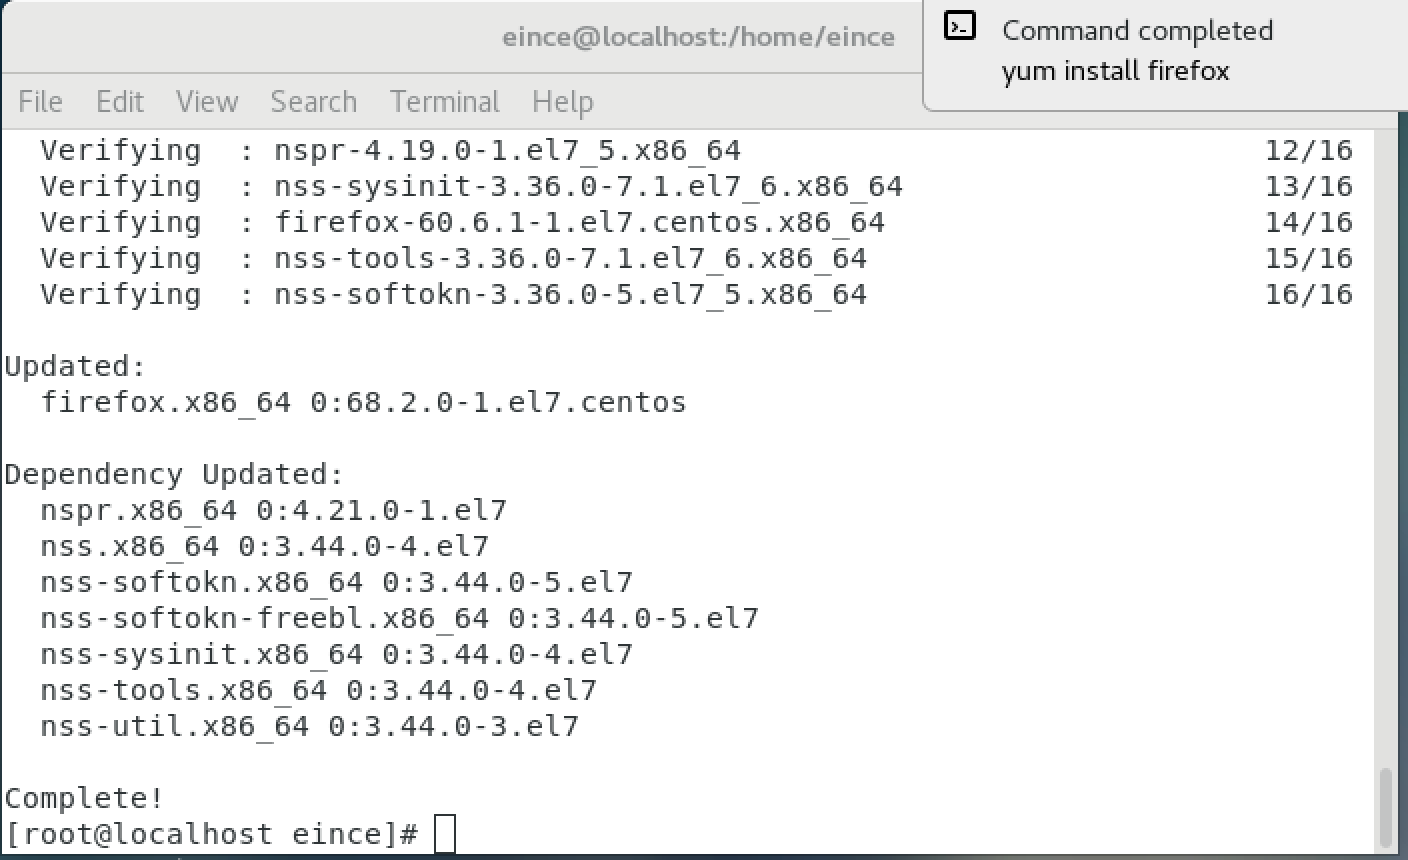 eince@localhost:/home/eince
Command completed
yum install firefox
File Edit View Search Terminal Help
  Verifying  : nspr-4.19.0-1.el7_5.x86_64                             12/16
  Verifying  : nss-sysinit-3.36.0-7.1.el7_6.x86_64                    13/16
  Verifying  : firefox-60.6.1-1.el7.centos.x86_64                     14/16
  Verifying  : nss-tools-3.36.0-7.1.el7_6.x86_64                      15/16
  Verifying  : nss-softokn-3.36.0-5.el7_5.x86_64                      16/16
Updated:
  firefox.x86_64 0:68.2.0-1.el7.centos
Dependency Updated:
  nspr.x86_64 0:4.21.0-1.el7
  nss.x86_64 0:3.44.0-4.el7
  nss-softokn.x86_64 0:3.44.0-5.el7
  nss-softokn-freebl.x86_64 0:3.44.0-5.el7
  nss-sysinit.x86_64 0:3.44.0-4.el7
  nss-tools.x86_64 0:3.44.0-4.el7
  nss-util.x86_64 0:3.44.0-3.el7
Complete!
[root@localhost eince]#